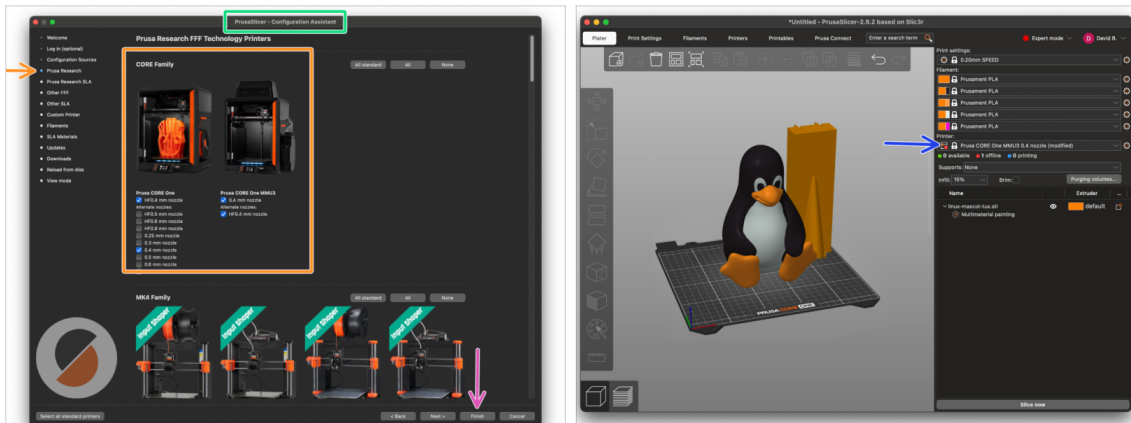 PrusaSlicer - Configuration Assistant
Welcome
Log in (optional)
Configuration Sources
Prusa Research
Prusa Research SLA
Other FFF
Other SLA
Custom Printer
Filaments
SLA Materials
Updates
Downloads
Reload from disk
View mode
Prusa Research FFF Technology Printers
CORE Family
All standard All None
Prusa CORE One
HF0.4 mm nozzle
Alternate nozzles:
HF0.5 mm nozzle
HF0.6 mm nozzle
HF0.8 mm nozzle
0.25 mm nozzle
0.3 mm nozzle
0.4 mm nozzle
0.5 mm nozzle
0.6 mm nozzle
Prusa CORE One MMU3
0.4 mm nozzle
Alternate nozzles:
HF0.4 mm nozzle
MK4 Family
All standard All None
Input Shaper
Input Shaper
Input Shaper
Input Shaper
Select all standard printers
< Back Next > Finish Cancel
*Untitled - PrusaSlicer-2.9.2 based on Slic3r
Plater Print Settings Filaments Printers Printables Prusa Connect Enter a search term Expert mode D David B.
Print settings:
0.20mm SPEED
Filament:
Prusament PLA
Prusament PLA
Prusament PLA
Prusament PLA
Prusament PLA
Printer:
Prusa CORE One MMU3 0.4 nozzle (modified)
0 available 1 offline 0 printing
Supports: None
Infill: 15% Brim: Purging volumes...
Name Extruder
linux-mascot-tux.stl default
Multimaterial painting
PRUSA CORE ONE
Slice now